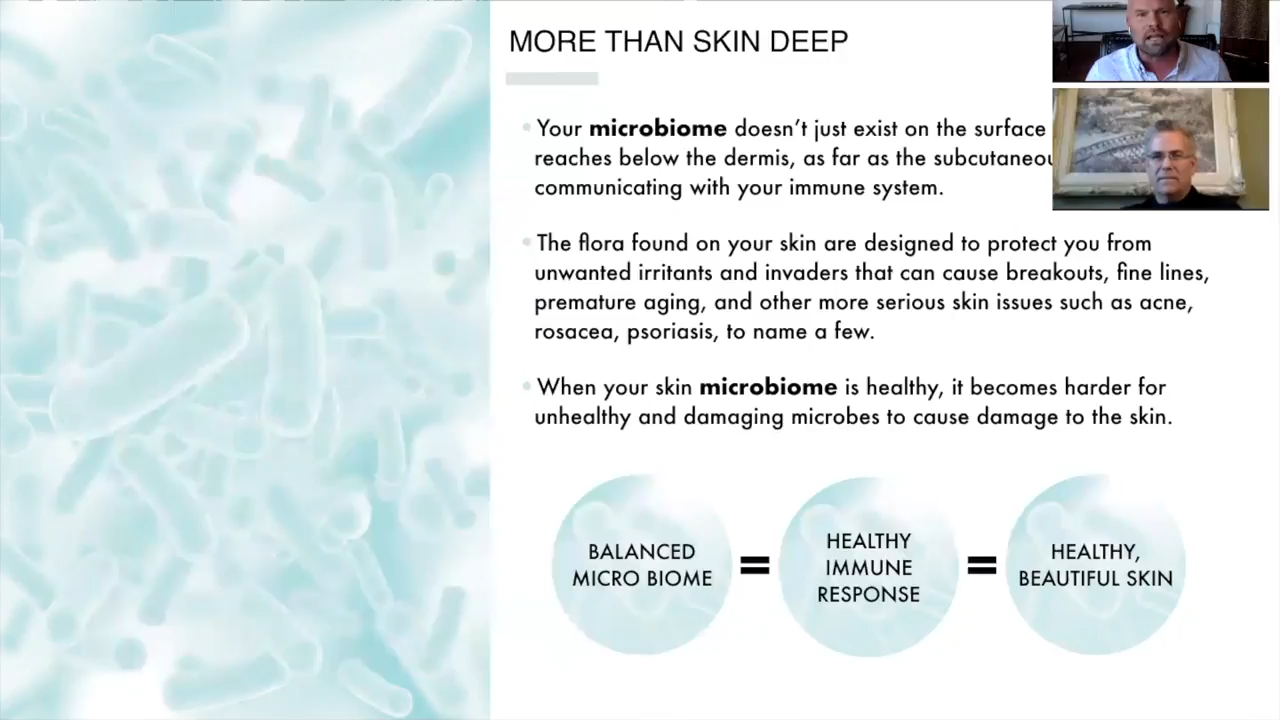 MORE THAN SKIN DEEP
• Your microbiome doesn’t just exist on the surface
reaches below the dermis, as far as the
communicating with your immune system.
• The flora found on your skin are designed to protect you from
unwanted irritants and invaders that can cause breakouts, fine lines,
premature aging, and other more serious skin issues such as acne,
rosacea, psoriasis, to name a few.
• When your skin microbiome is healthy, it becomes harder for
unhealthy and damaging microbes to cause damage to the skin.
BALANCED
MICRO BIOME
=
HEALTHY
IMMUNE
RESPONSE
=
HEALTHY,
BEAUTIFUL SKIN